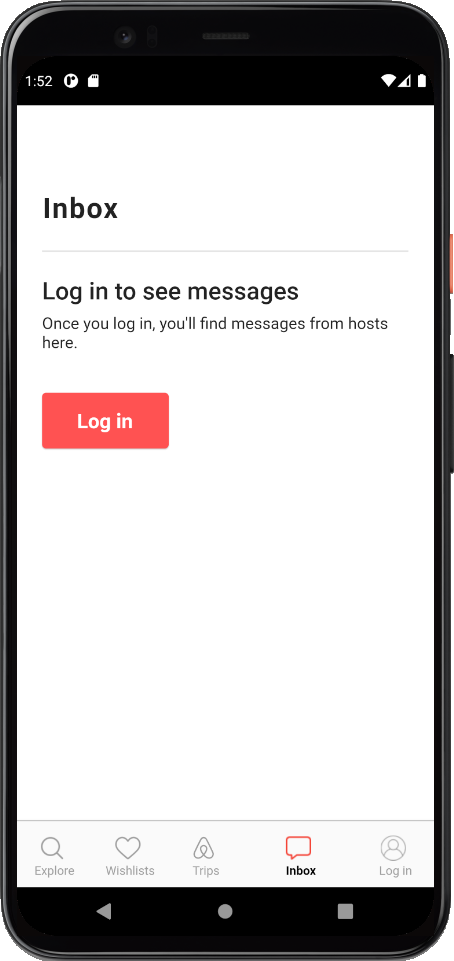 1:52
Inbox
Log in to see messages
Once you log in, you'll find messages from hosts
here.
Log in
Explore
Wishlists
Trips
Inbox
Log in